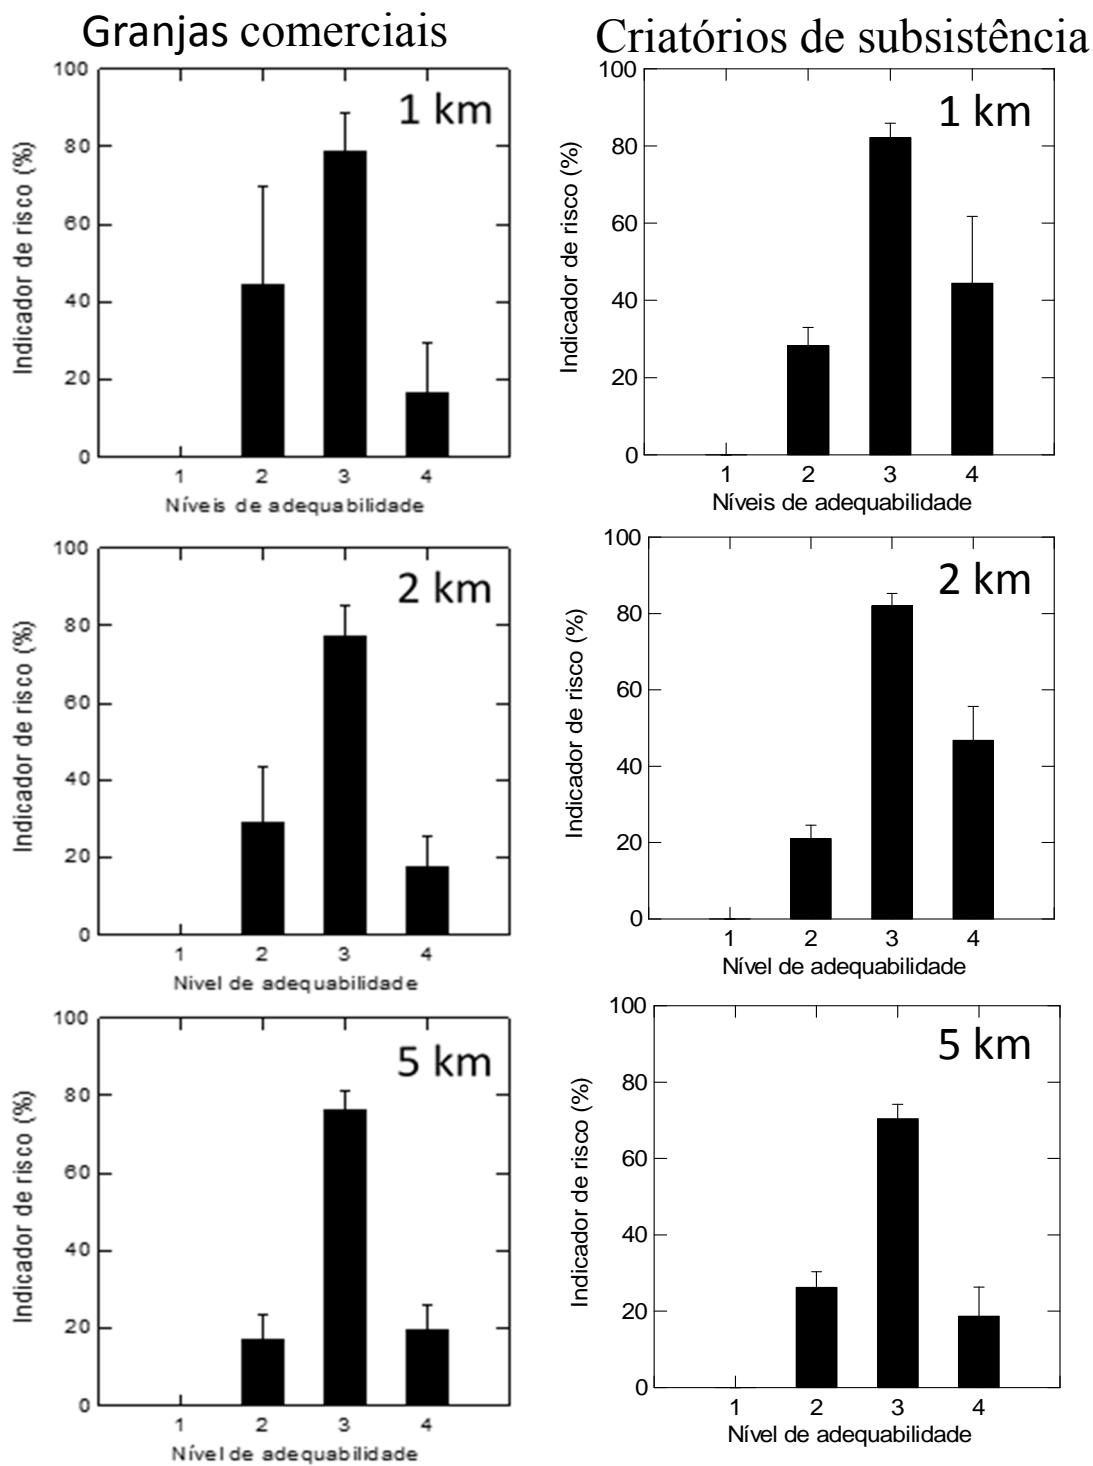 Granjas comerciais
Criatórios de subsistência
1 km
Indicador de risco (%)
100
80
60
40
20
0
1 2 3 4
Níveis de adequabilidade
1 km
Indicador de risco (%)
100
80
60
40
20
0
1 2 3 4
Níveis de adequabilidade
2 km
Indicador de risco (%)
100
80
60
40
20
0
1 2 3 4
Nivel de adequabilidade
2 km
Indicador de risco (%)
100
80
60
40
20
0
1 2 3 4
Nível de adequabilidade
5 km
Indicador de risco (%)
100
80
60
40
20
0
1 2 3 4
Nível de adequabilidade
5 km
Indicador de risco (%)
100
80
60
40
20
0
1 2 3 4
Nível de adequabilidade